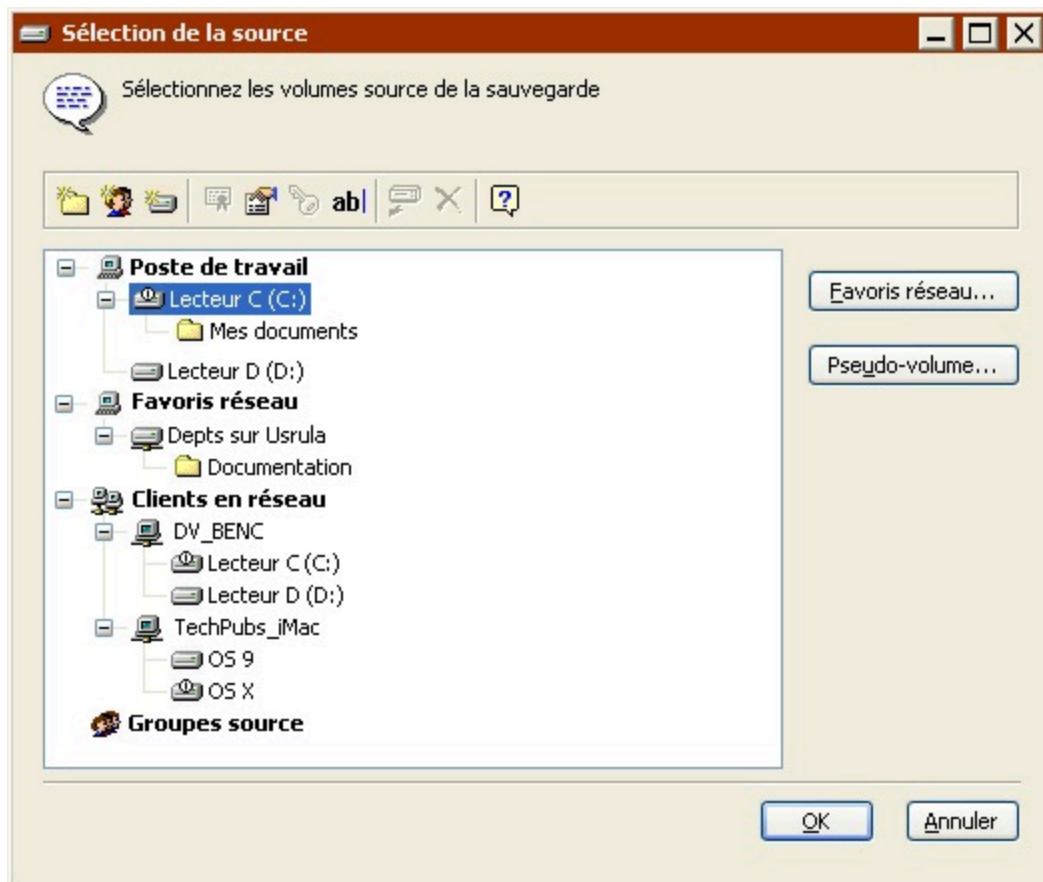 Sélection de la source
Sélectionnez les volumes source de la sauvegarde
ab
Poste de travail
Lecteur C (C:)
Mes documents
Lecteur D (D:)
Favoris réseau
Depts sur Usrula
Documentation
Clients en réseau
DV_BENC
Lecteur C (C:)
Lecteur D (D:)
TechPubs_iMac
OS 9
OS X
Groupes source
Favoris réseau...
Pseudo-volume...
OK
Annuler